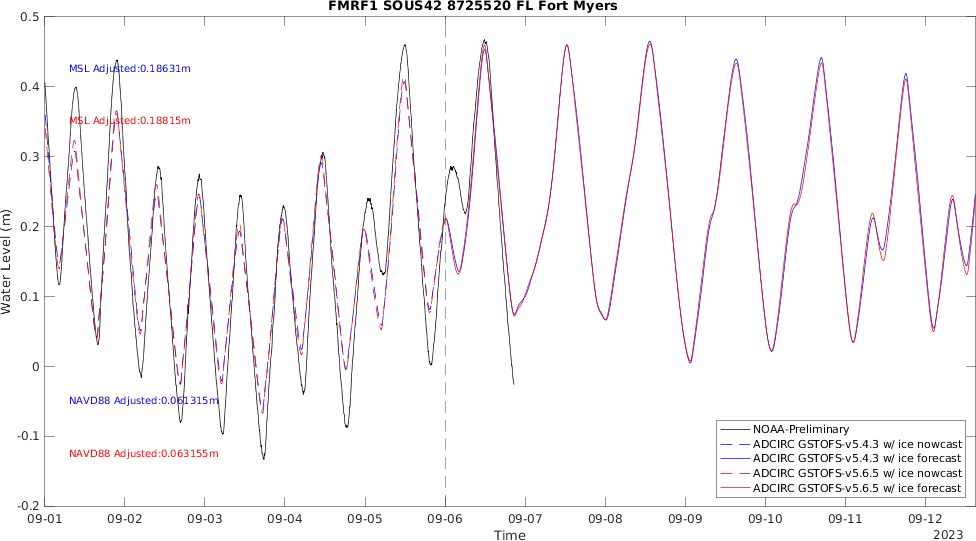 FMRF1 SOUS42 8725520 FL Fort Myers
0.5
0.4
0.3
0.2
0.1
0
-0.1
-0.2
Water Level (m)
MSL Adjusted:0.18631m
MSL Adjusted:0.18815m
NAVD88 Adjusted:0.061315m
NAVD88 Adjusted:0.063155m
NOAA-Preliminary
ADCIRC GSTOFS-v5.4.3 w/ ice nowcast
ADCIRC GSTOFS-v5.4.3 w/ ice forecast
ADCIRC GSTOFS-v5.6.5 w/ ice nowcast
ADCIRC GSTOFS-v5.6.5 w/ ice forecast
09-01 09-02 09-03 09-04 09-05 09-06 09-07 09-08 09-09 09-10 09-11 09-12
Time
2023